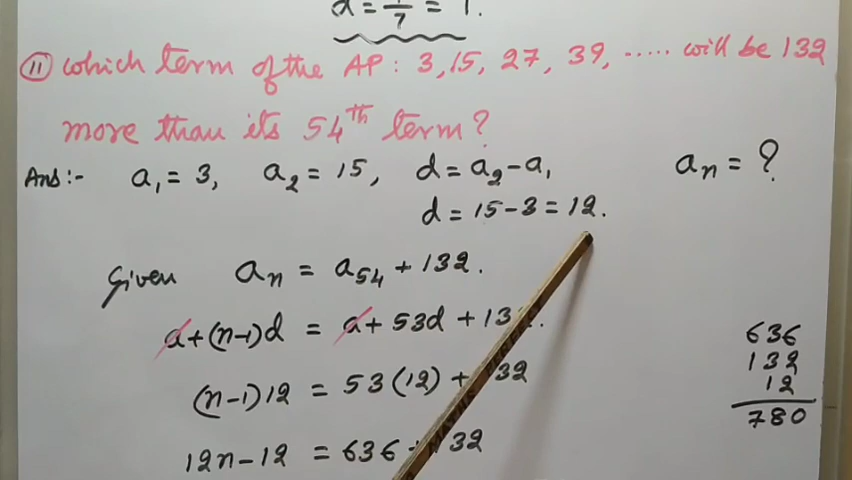 d = 7/7 = 1.
11 which term of the AP : 3, 15, 27, 39, ..... will be 132
more than its 54th term?
Ans:- a1 = 3, a2 = 15, d = a2 - a1 an = ?
d = 15 - 3 = 12.
Given an = a54 + 132.
a + (n-1)d = a + 53d + 13
(n-1)12 = 53(12) + 32
12n - 12 = 636 + 132
636
132
12
780